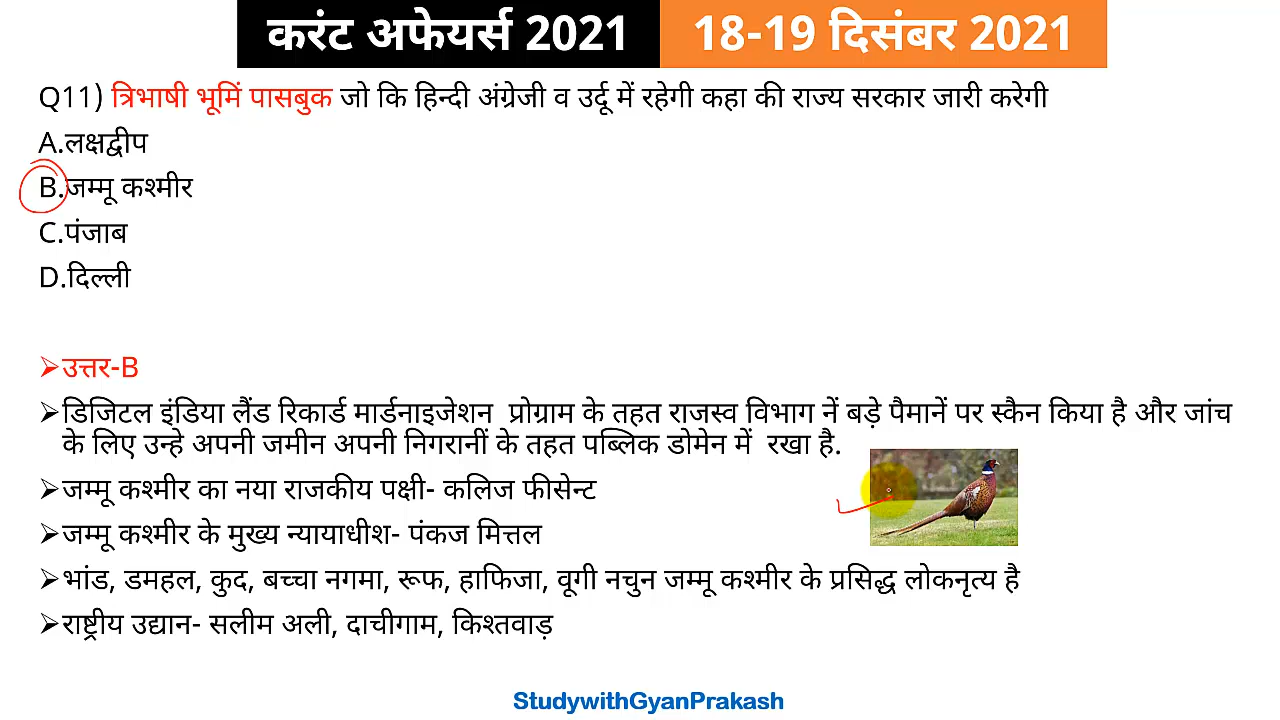 करंट अफेयर्स 2021 18-19 दिसंबर 2021
Q11) त्रिभाषी भूमिं पासबुक जो कि हिन्दी अंग्रेजी व उर्दू में रहेगी कहा की राज्य सरकार जारी करेगी
A.लक्षद्वीप
B.जम्मू कश्मीर
C.पंजाब
D.दिल्ली
➢उत्तर-B
➢डिजिटल इंडिया लैंड रिकार्ड मार्डनाइजेशन प्रोग्राम के तहत राजस्व विभाग नें बड़े पैमानें पर स्कैन किया है और जांच
के लिए उन्हे अपनी जमीन अपनी निगरानीं के तहत पब्लिक डोमेन में रखा है.
➢जम्मू कश्मीर का नया राजकीय पक्षी- कलिज फीसेन्ट
➢जम्मू कश्मीर के मुख्य न्यायाधीश- पंकज मित्तल
➢भांड, डमहल, कुद, बच्चा नगमा, रूफ, हाफिजा, वूगी नचुन जम्मू कश्मीर के प्रसिद्ध लोकनृत्य है
➢राष्ट्रीय उद्यान- सलीम अली, दाचीगाम, किश्तवाड़
StudywithGyanPrakash